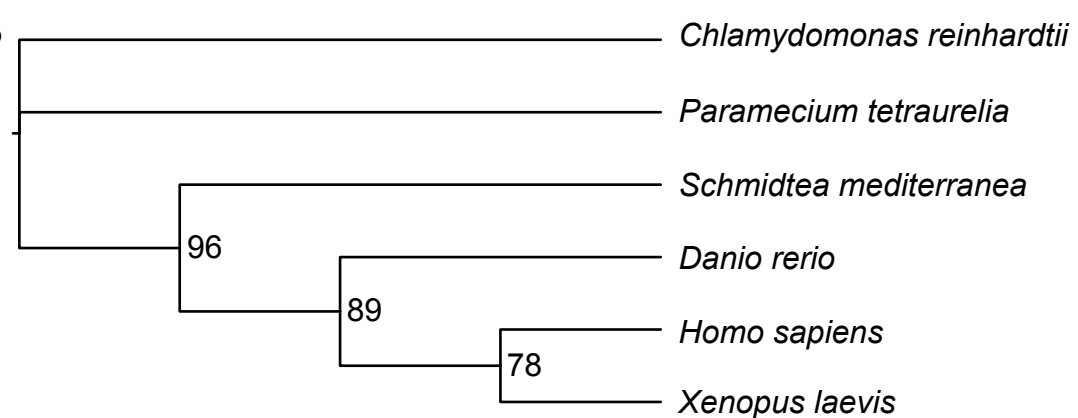 Chlamydomonas reinhardtii
Paramecium tetraurelia
Schmidtea mediterranea
96
Danio rerio
89
Homo sapiens
78
Xenopus laevis